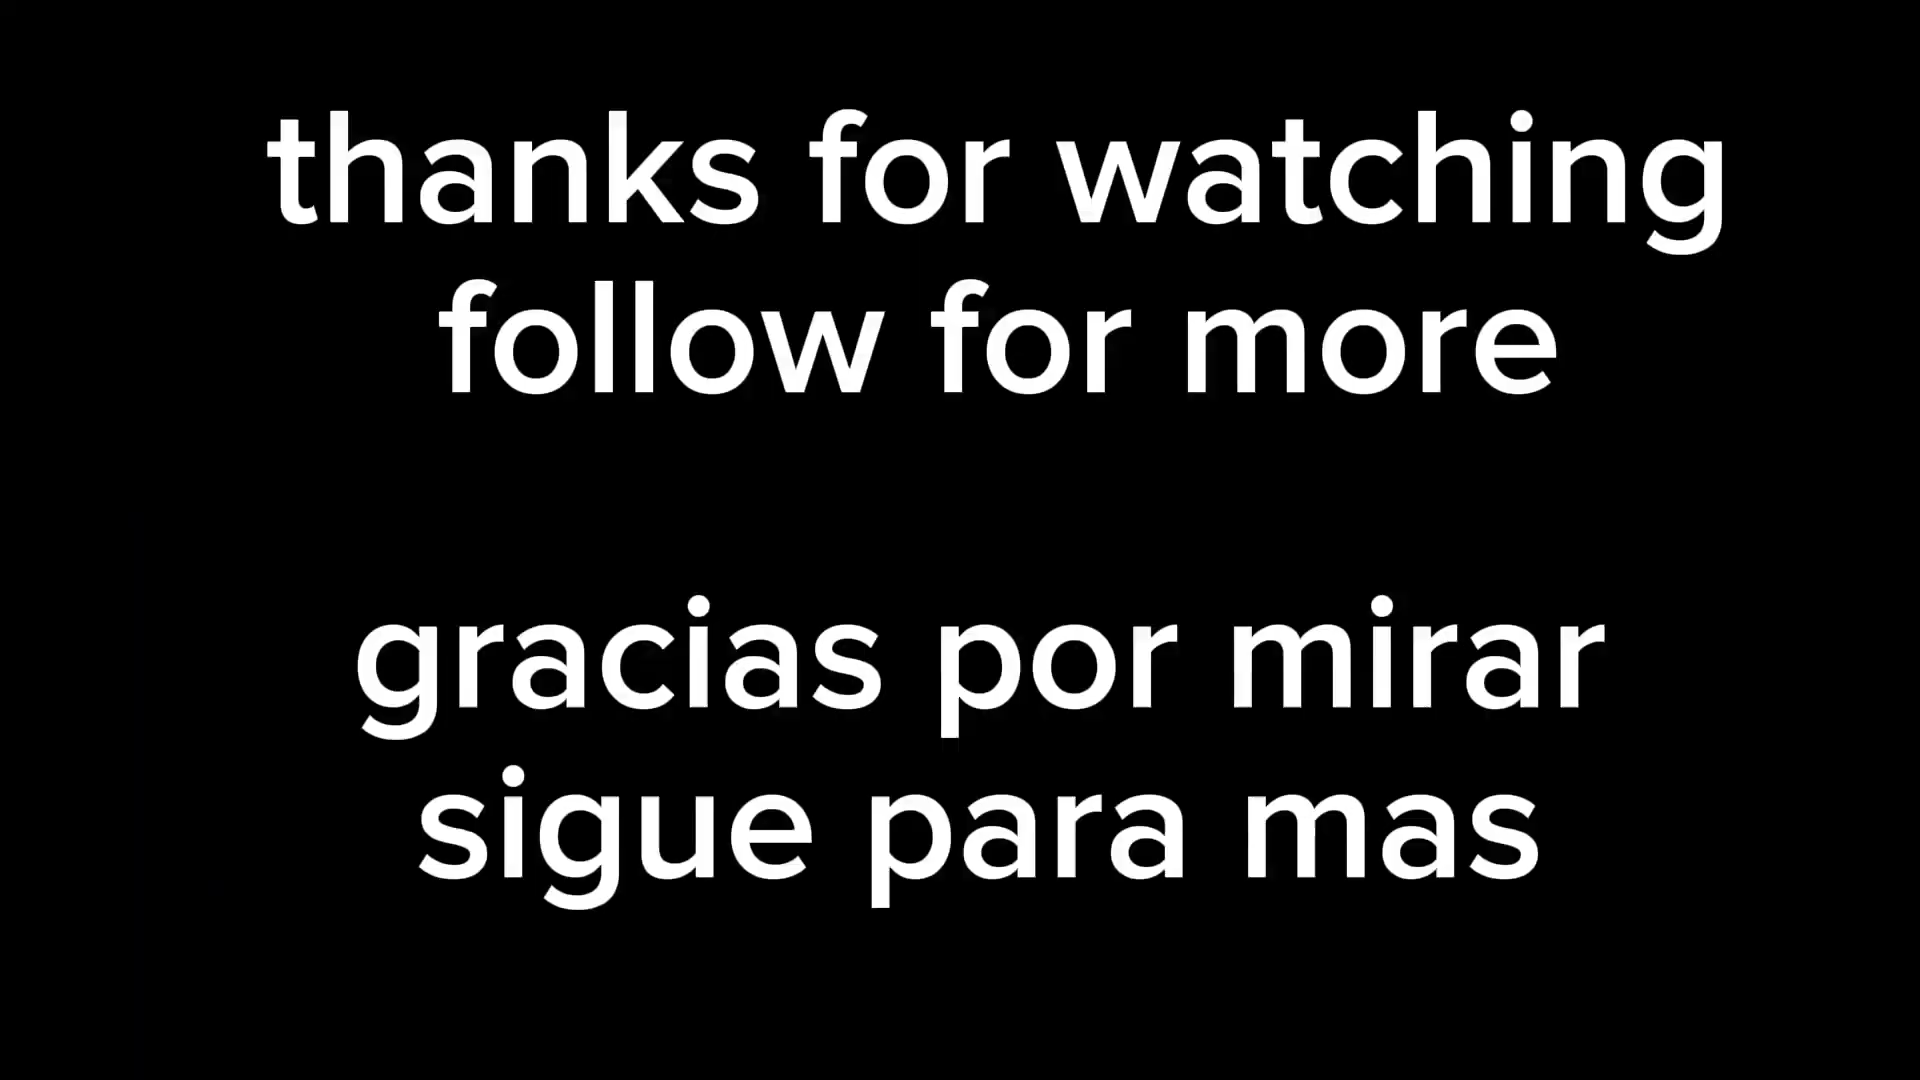 thanks for watching
follow for more
gracias por mirar
sigue para mas